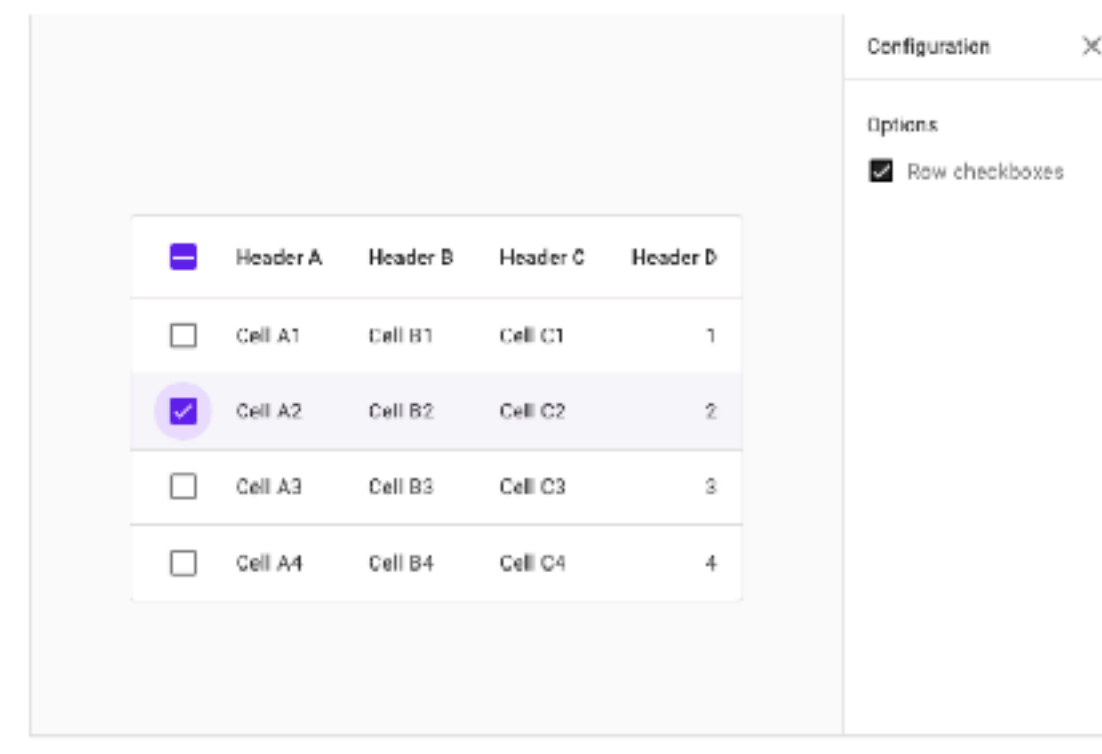 Configuration
Options
Row checkboxes
Header A Header B Header C Header D
Cell A1 Cell B1 Cell C1 1
Cell A2 Cell B2 Cell C2 2
Cell A3 Cell B3 Cell C3 3
Cell A4 Cell B4 Cell C4 4